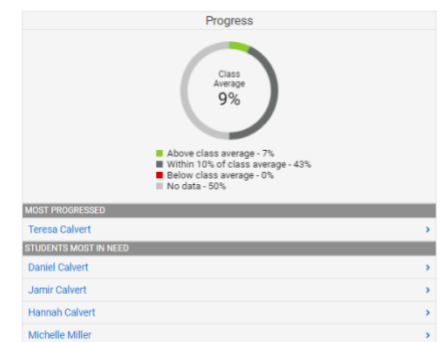 Progress
Class
Average
9%
Above class average - 7%
Within 10% of class average - 43%
Below class average - 0%
No data - 50%
MOST PROGRESSED
Teresa Calvert
STUDENTS MOST IN NEED
Daniel Calvert
Jamir Calvert
Hannah Calvert
Michelle Miller